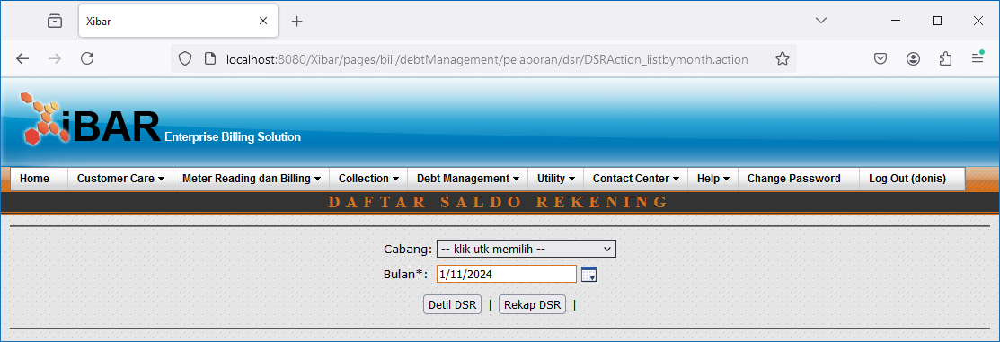 Xibar
localhost:8080/Xibar/pages/bill/debtManagement/pelaporan/dsr/DSRAction_listbymonth.action
XiBAR Enterprise Billing Solution
Home Customer Care Meter Reading dan Billing Collection Debt Management Utility Contact Center Help Change Password Log Out (donis)
DAFTAR SALDO REKENING
Cabang: -- klik utk memilih --
Bulan*: 1/11/2024
Detil DSR | Rekap DSR |